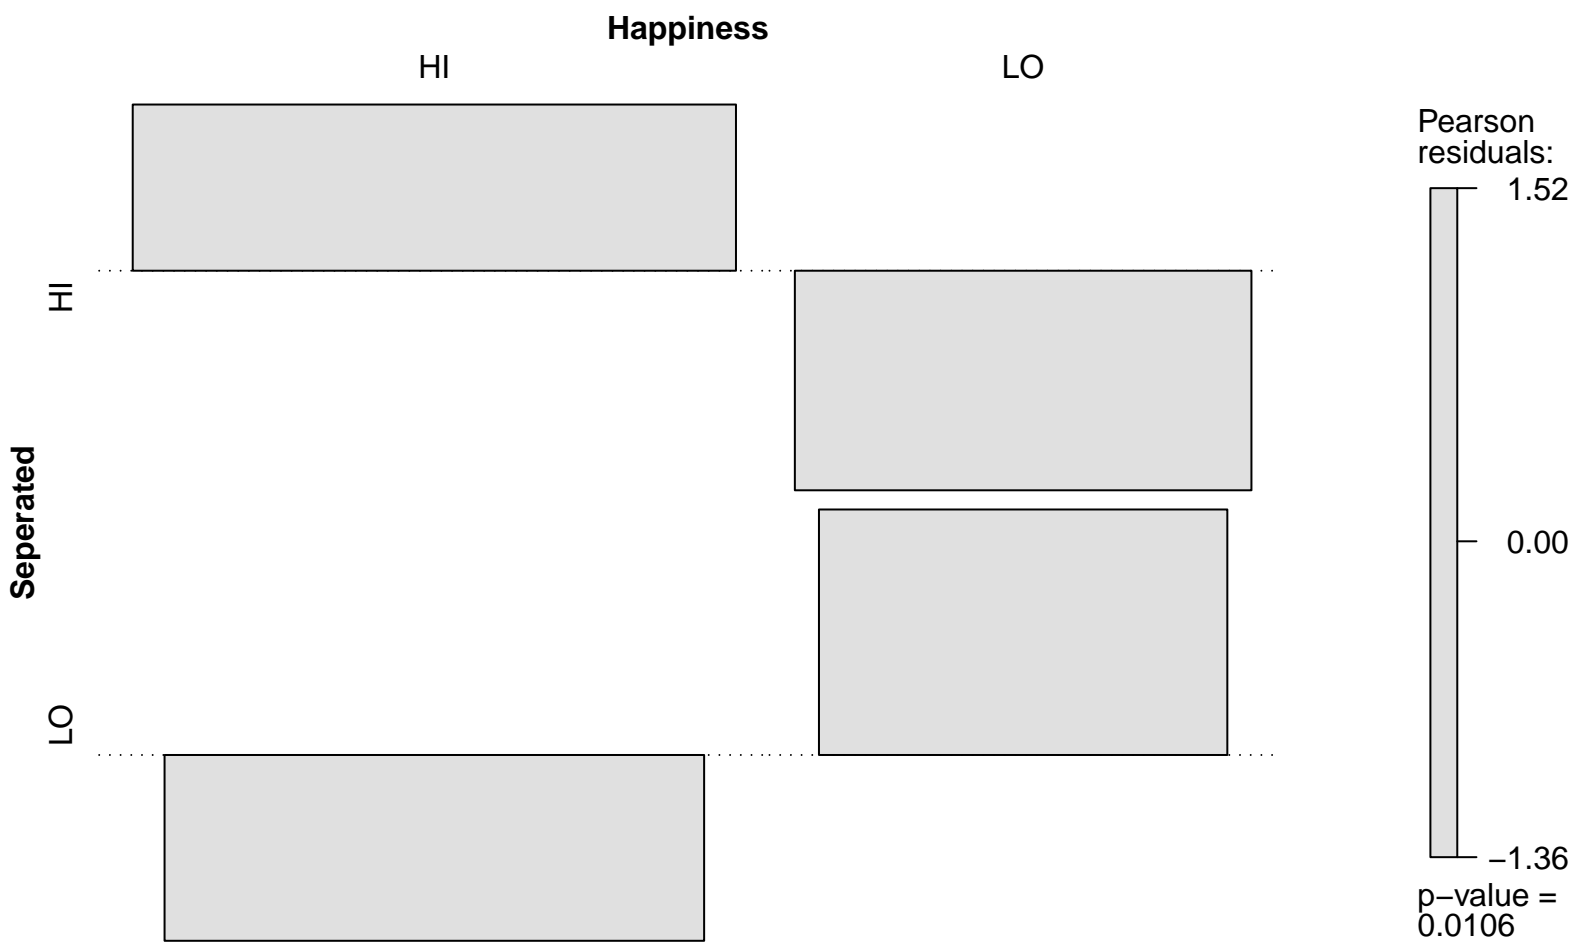 Happiness
HI
LO
Seperated
HI
LO
Pearson
residuals:
1.52
0.00
−1.36
p−value =
0.0106